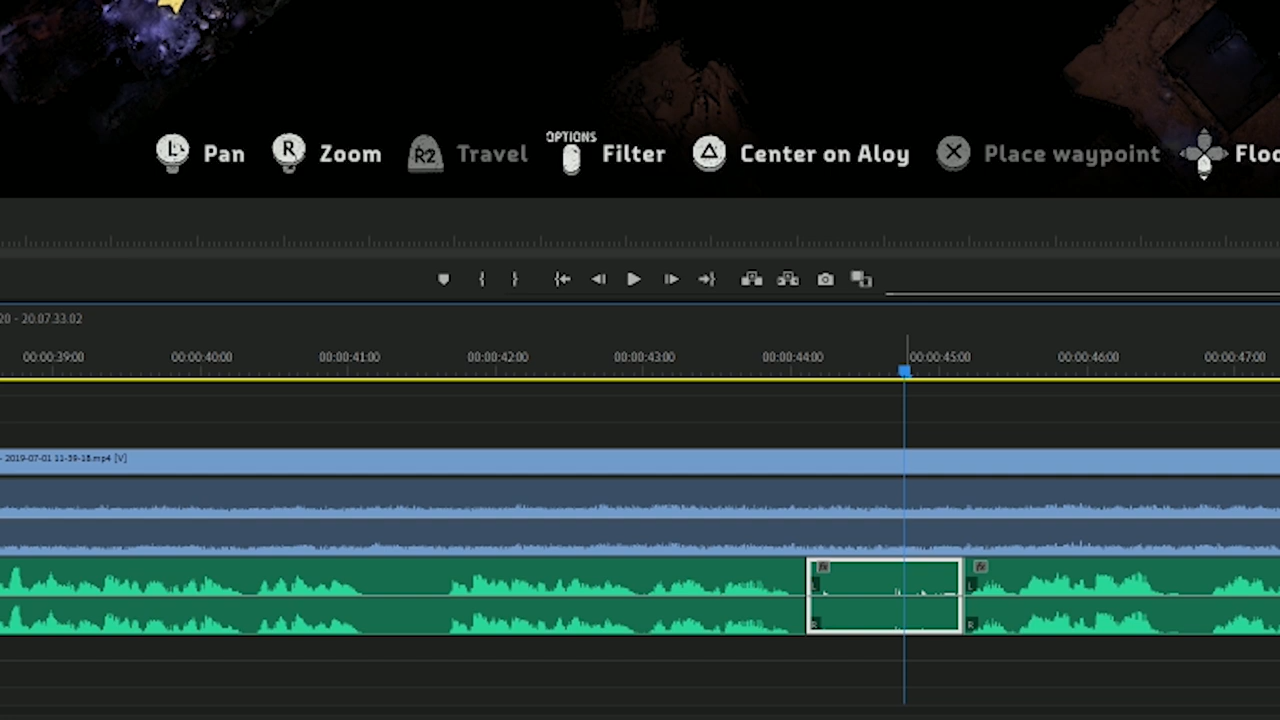 OPTIONS
L Pan R Zoom R2 Travel Filter Center on Aloy Place waypoint Floo
20 - 20.07.33.02
00:00:39:00 00:00:40:00 00:00:41:00 00:00:42:00 00:00:43:00 00:00:44:00 00:00:45:00 00:00:46:00 00:00:47:00
- 2019-07-01 11-39-18.mp4 [V]
fx fx
L L
R R